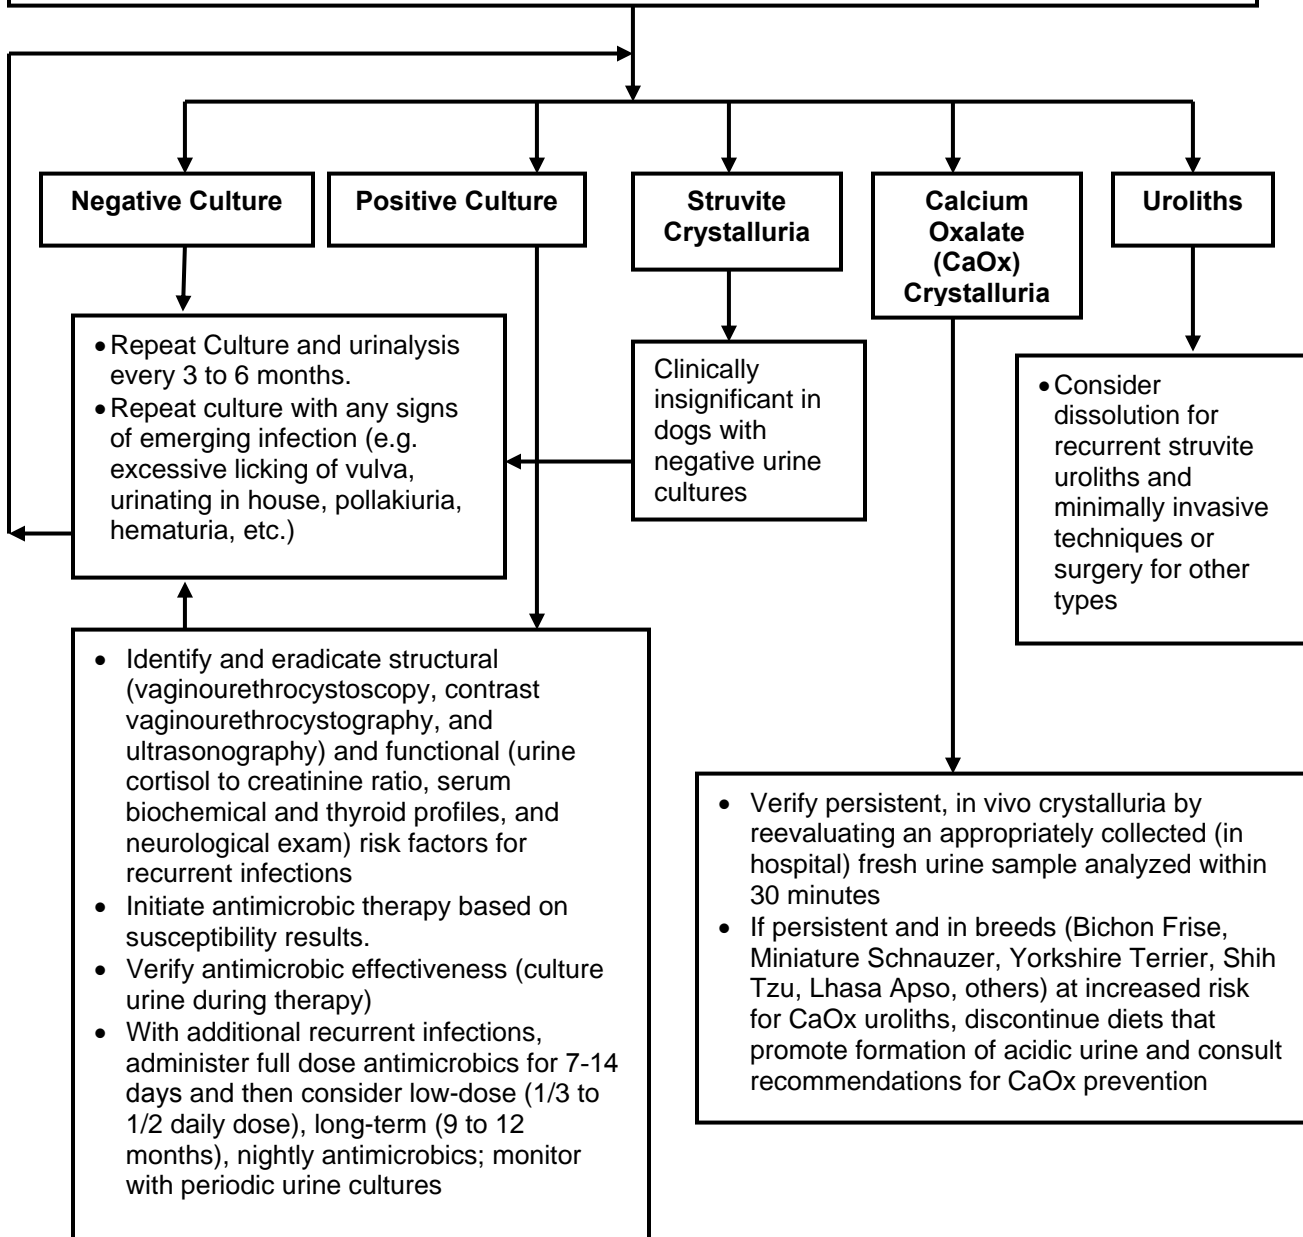 Negative Culture
Positive Culture
Struvite
Crystalluria
Calcium
Oxalate
(CaOx)
Crystalluria
Uroliths
• Repeat Culture and urinalysis
every 3 to 6 months.
• Repeat culture with any signs
of emerging infection (e.g.
excessive licking of vulva,
urinating in house, pollakiuria,
hematuria, etc.)
Clinically
insignificant in
dogs with
negative urine
cultures
• Consider
dissolution for
recurrent struvite
uroliths and
minimally invasive
techniques or
surgery for other
types
• Identify and eradicate structural
(vaginourethrocystoscopy, contrast
vaginourethrocystography, and
ultrasonography) and functional (urine
cortisol to creatinine ratio, serum
biochemical and thyroid profiles, and
neurological exam) risk factors for
recurrent infections
• Initiate antimicrobic therapy based on
susceptibility results.
• Verify antimicrobic effectiveness (culture
urine during therapy)
• With additional recurrent infections,
administer full dose antimicrobics for 7-14
days and then consider low-dose (1/3 to
1/2 daily dose), long-term (9 to 12
months), nightly antimicrobics; monitor
with periodic urine cultures
• Verify persistent, in vivo crystalluria by
reevaluating an appropriately collected (in
hospital) fresh urine sample analyzed within
30 minutes
• If persistent and in breeds (Bichon Frise,
Miniature Schnauzer, Yorkshire Terrier, Shih
Tzu, Lhasa Apso, others) at increased risk
for CaOx uroliths, discontinue diets that
promote formation of acidic urine and consult
recommendations for CaOx prevention